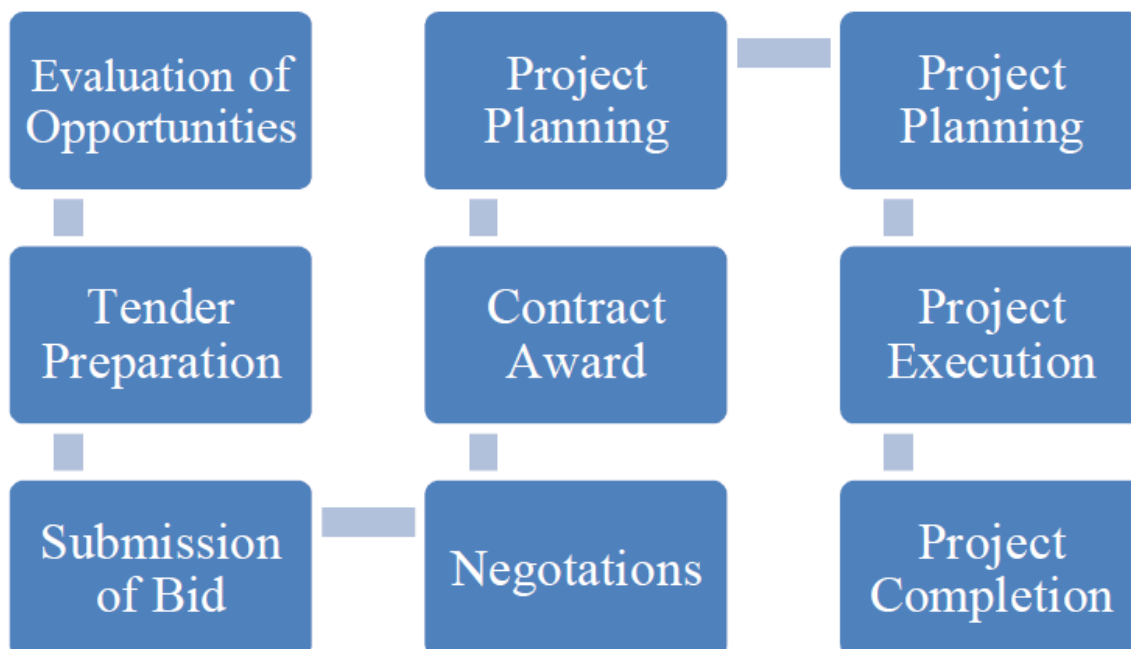 Evaluation of
Opportunities
Tender
Preparation
Submission
of Bid
Negotations
Contract
Award
Project
Planning
Project
Planning
Project
Execution
Project
Completion